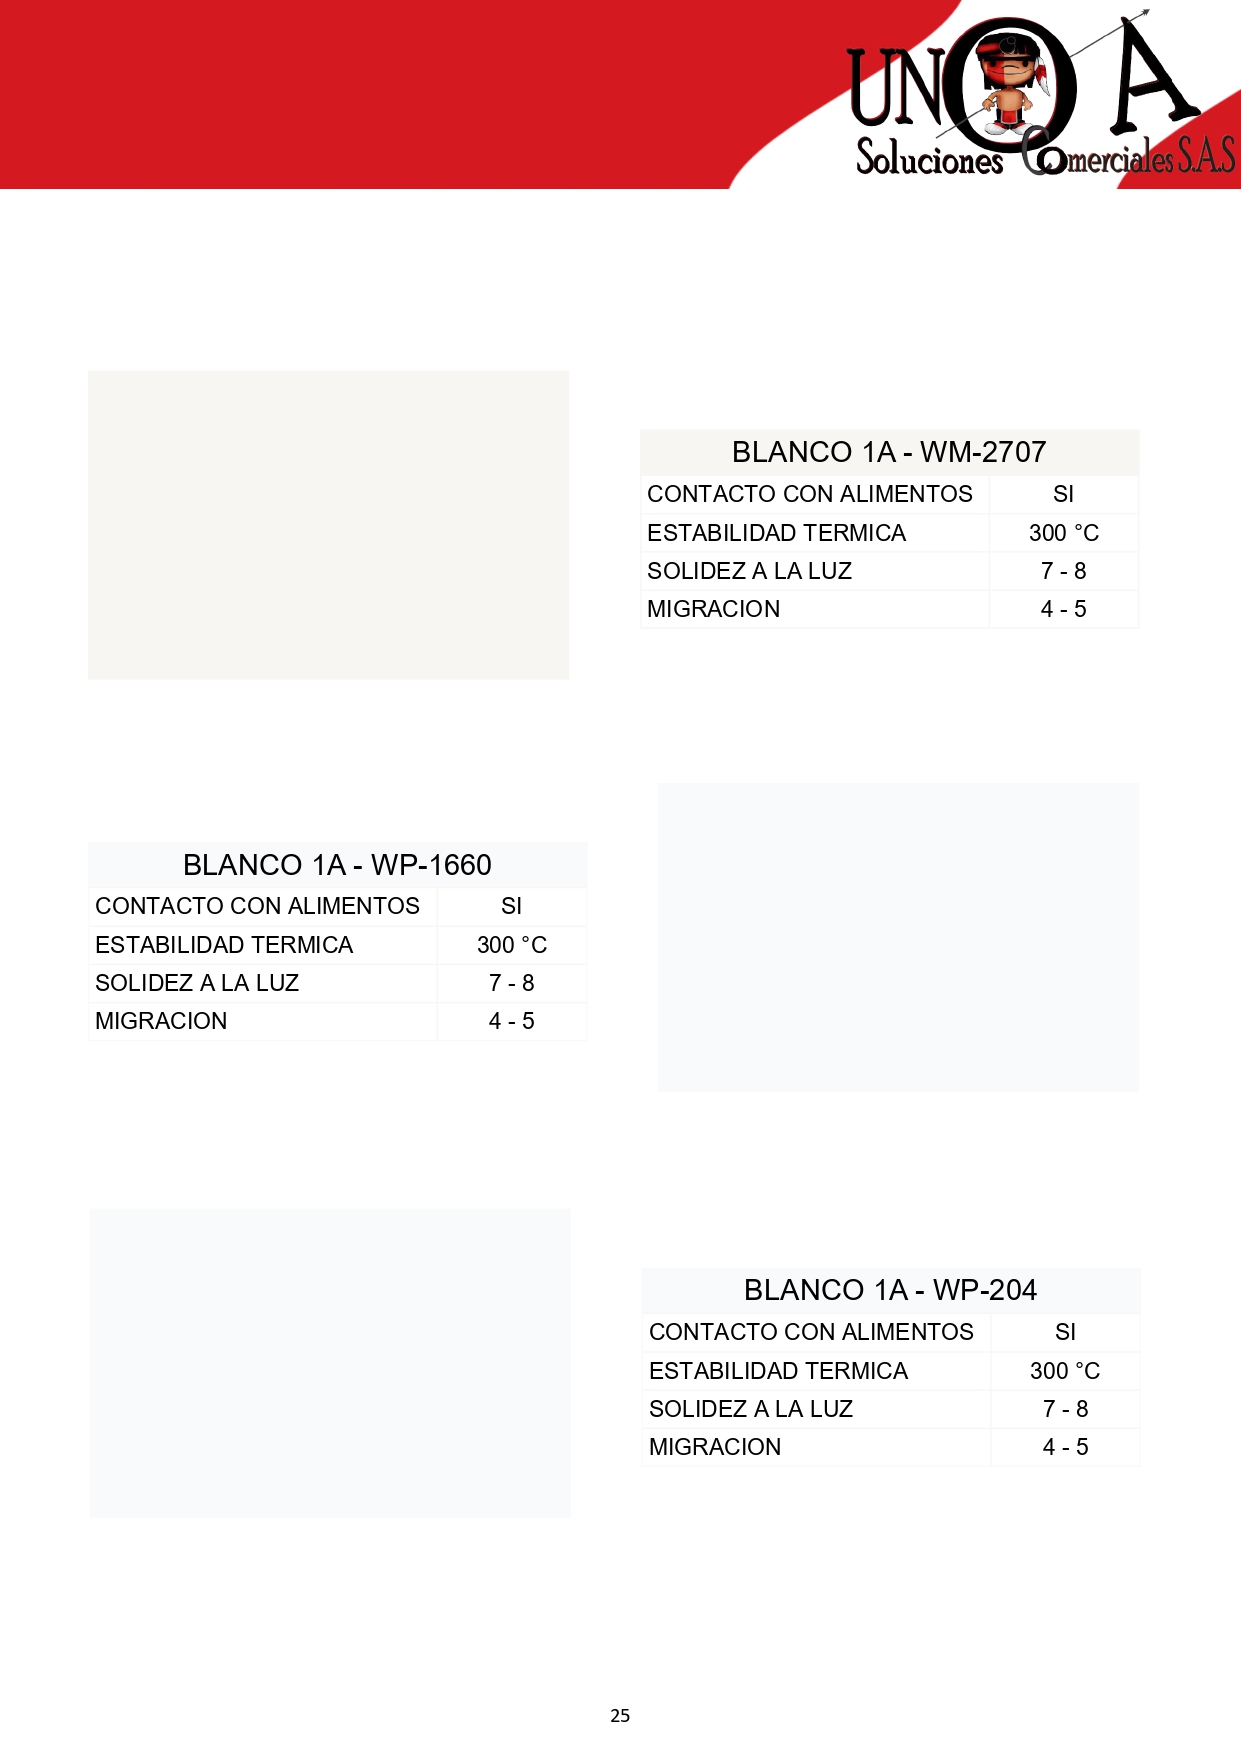 UNO A
Soluciones Comerciales S.A.S
BLANCO 1A - WM-2707
CONTACTO CON ALIMENTOS SI
ESTABILIDAD TERMICA 300 °C
SOLIDEZ A LA LUZ 7 - 8
MIGRACION 4 - 5
BLANCO 1A - WP-1660
CONTACTO CON ALIMENTOS SI
ESTABILIDAD TERMICA 300 °C
SOLIDEZ A LA LUZ 7 - 8
MIGRACION 4 - 5
BLANCO 1A - WP-204
CONTACTO CON ALIMENTOS SI
ESTABILIDAD TERMICA 300 °C
SOLIDEZ A LA LUZ 7 - 8
MIGRACION 4 - 5
25